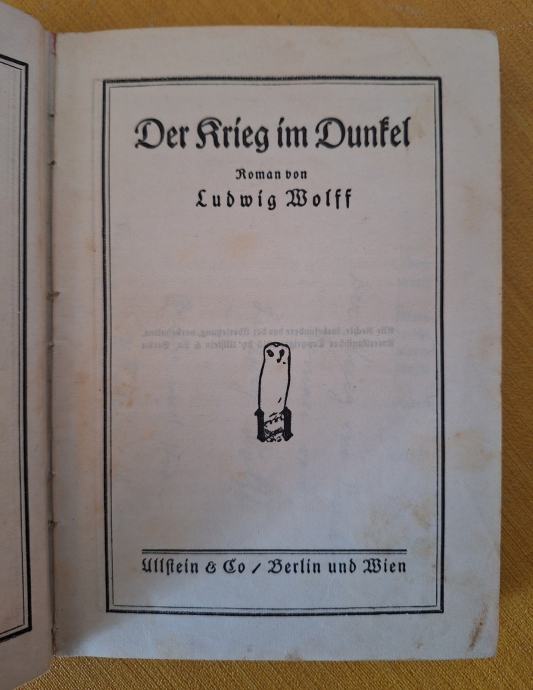 Der Krieg im Dunkel
Roman von
Ludwig Wolff
Ullstein & Co / Berlin und Wien